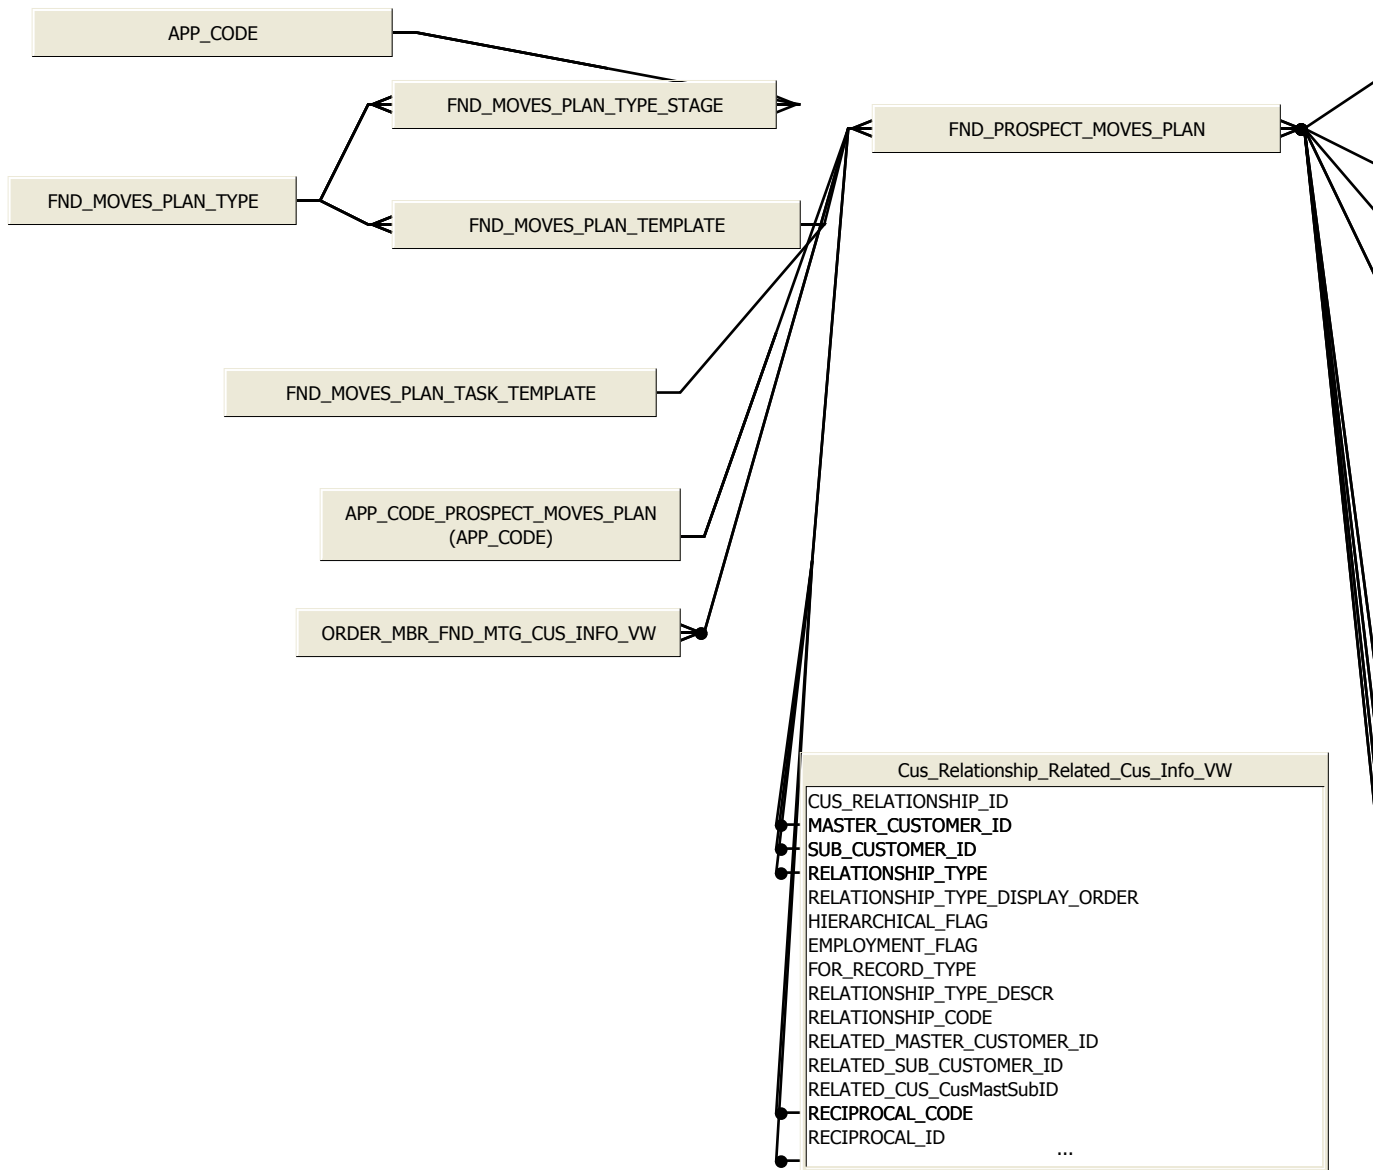 APP_CODE
FND_MOVES_PLAN_TYPE_STAGE
FND_PROSPECT_MOVES_PLAN
FND_MOVES_PLAN_TYPE
FND_MOVES_PLAN_TEMPLATE
FND_MOVES_PLAN_TASK_TEMPLATE
APP_CODE_PROSPECT_MOVES_PLAN
(APP_CODE)
ORDER_MBR_FND_MTG_CUS_INFO_VW
Cus_Relationship_Related_Cus_Info_VW
CUS_RELATIONSHIP_ID
MASTER_CUSTOMER_ID
SUB_CUSTOMER_ID
RELATIONSHIP_TYPE
RELATIONSHIP_TYPE_DISPLAY_ORDER
HIERARCHICAL_FLAG
EMPLOYMENT_FLAG
FOR_RECORD_TYPE
RELATIONSHIP_TYPE_DESCR
RELATIONSHIP_CODE
RELATED_MASTER_CUSTOMER_ID
RELATED_SUB_CUSTOMER_ID
RELATED_CUS_CusMastSubID
RECIPROCAL_CODE
RECIPROCAL_ID
...